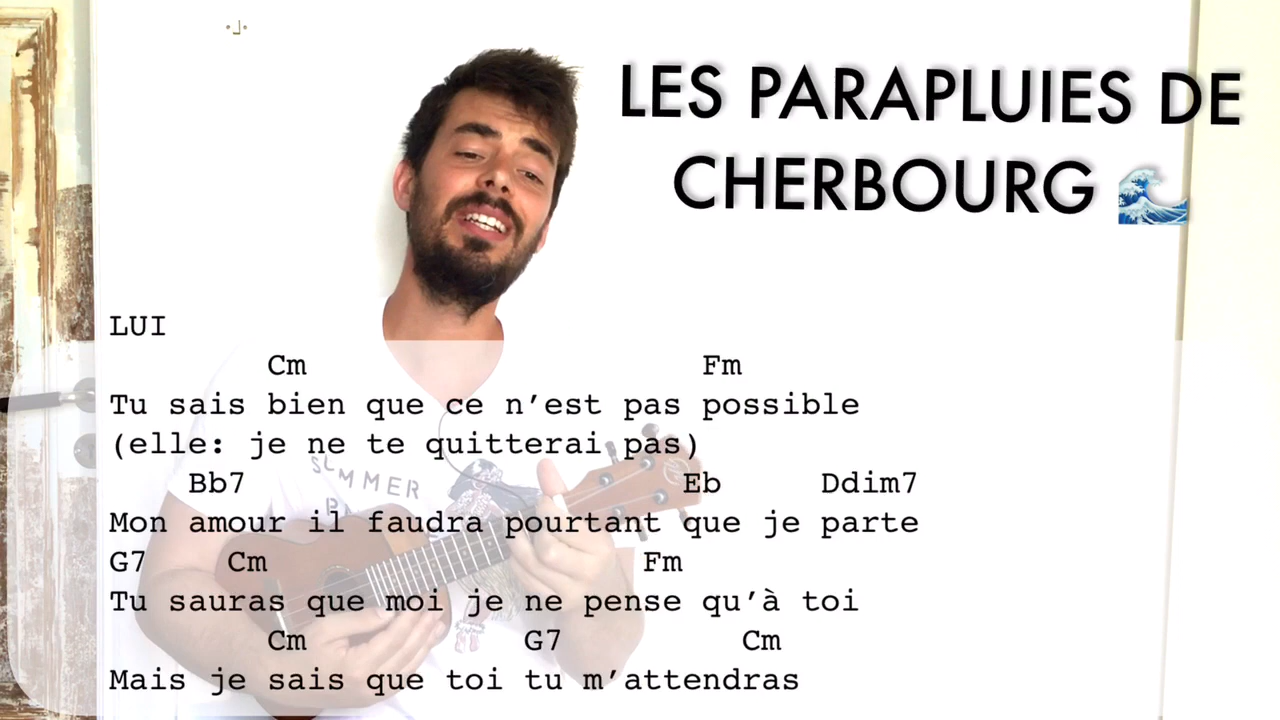 LES PARAPLUIES DE
CHERBOURG 🌊
LUI
Cm Fm
Tu sais bien que ce n’est pas possible
(elle: je ne te quitterai pas)
Bb7 Eb Ddim7
Mon amour il faudra pourtant que je parte
G7 Cm Fm
Tu sauras que moi je ne pense qu’à toi
Cm G7 Cm
Mais je sais que toi tu m’attendras
SUMMER